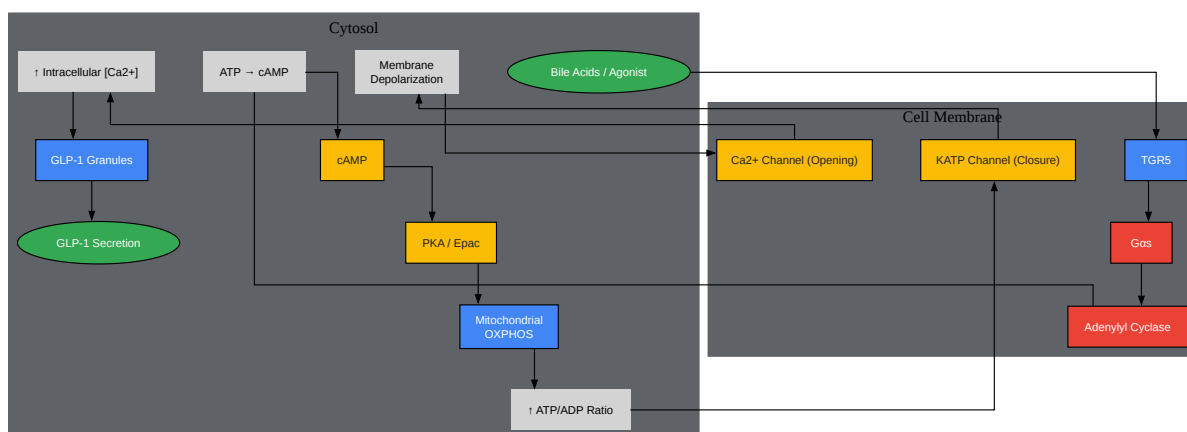 Cytosol
↑ Intracellular [Ca2+]
ATP → cAMP
Membrane
Depolarization
Bile Acids / Agonist
Cell Membrane
GLP-1 Granules
cAMP
Ca2+ Channel (Opening)
KATP Channel (Closure)
TGR5
GLP-1 Secretion
PKA / Epac
Gαs
Mitochondrial
OXPHOS
Adenylyl Cyclase
↑ ATP/ADP Ratio